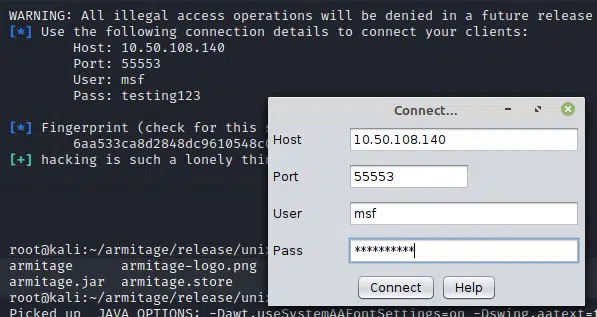 WARNING: All illegal access operations will be denied in a future release
[*] Use the following connection details to connect your clients:
Host: 10.50.108.140
Port: 55553
User: msf
Pass: testing123
[*] Fingerprint (check for this
6aa533ca8d2848dc9610548c
[+] hacking is such a lonely
root@kali:~/armitage/release/unix
armitage armitage-logo.png
armitage.jar armitage.store
root@kali:~/armitage/release/unix
Picked up _JAVA_OPTIONS: -Dawt.useSystemAAFontSettings=on -Dswing.aatext=
Connect...
Host 10.50.108.140
Port 55553
User msf
Pass **********
Connect Help